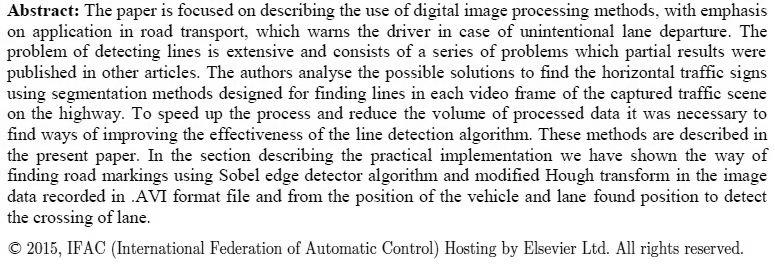 Abstract: The paper is focused on describing the use of digital image processing methods, with emphasis
on application in road transport, which warns the driver in case of unintentional lane departure. The
problem of detecting lines is extensive and consists of a series of problems which partial results were
published in other articles. The authors analyse the possible solutions to find the horizontal traffic signs
using segmentation methods designed for finding lines in each video frame of the captured traffic scene
on the highway. To speed up the process and reduce the volume of processed data it was necessary to
find ways of improving the effectiveness of the line detection algorithm. These methods are described in
the present paper. In the section describing the practical implementation we have shown the way of
finding road markings using Sobel edge detector algorithm and modified Hough transform in the image
data recorded in .AVI format file and from the position of the vehicle and lane found position to detect
the crossing of lane.
© 2015, IFAC (International Federation of Automatic Control) Hosting by Elsevier Ltd. All rights reserved.